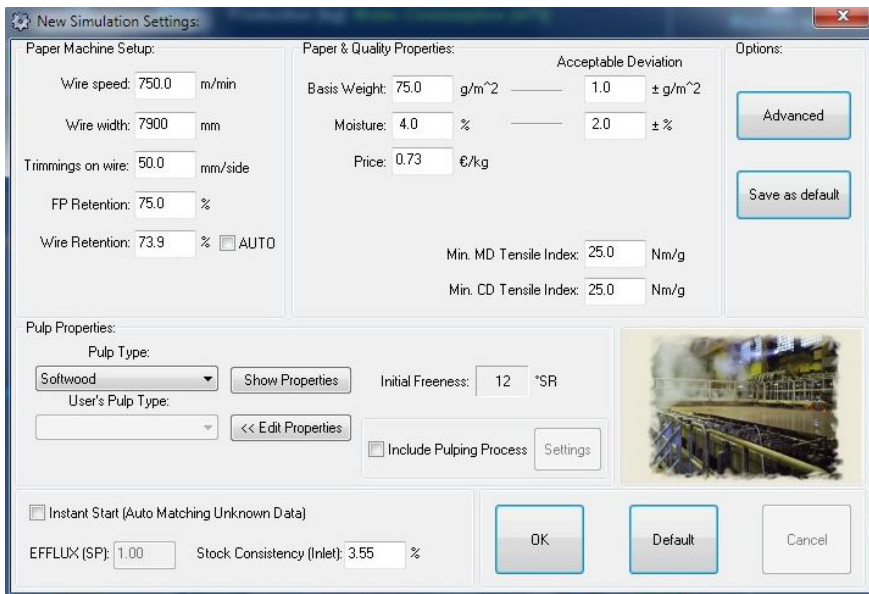 New Simulation Settings:
Paper Machine Setup:
Wire speed: 750.0 m/min
Wire width: 7900 mm
Trimmings on wire: 50.0 mm/side
FP Retention: 75.0 %
Wire Retention: 73.9 % AUTO
Paper & Quality Properties:
Acceptable Deviation
Basis Weight: 75.0 g/m^2 1.0 ± g/m^2
Moisture: 4.0 % 2.0 ± %
Price: 0.73 €/kg
Min. MD Tensile Index: 25.0 Nm/g
Min. CD Tensile Index: 25.0 Nm/g
Options:
Advanced
Save as default
Pulp Properties:
Pulp Type:
Softwood Show Properties Initial Freeness: 12 °SR
User's Pulp Type:
<< Edit Properties
Include Pulping Process Settings
Instant Start (Auto Matching Unknown Data)
EFFLUX (SP): 1.00 Stock Consistency (Inlet): 3.55 %
OK Default Cancel